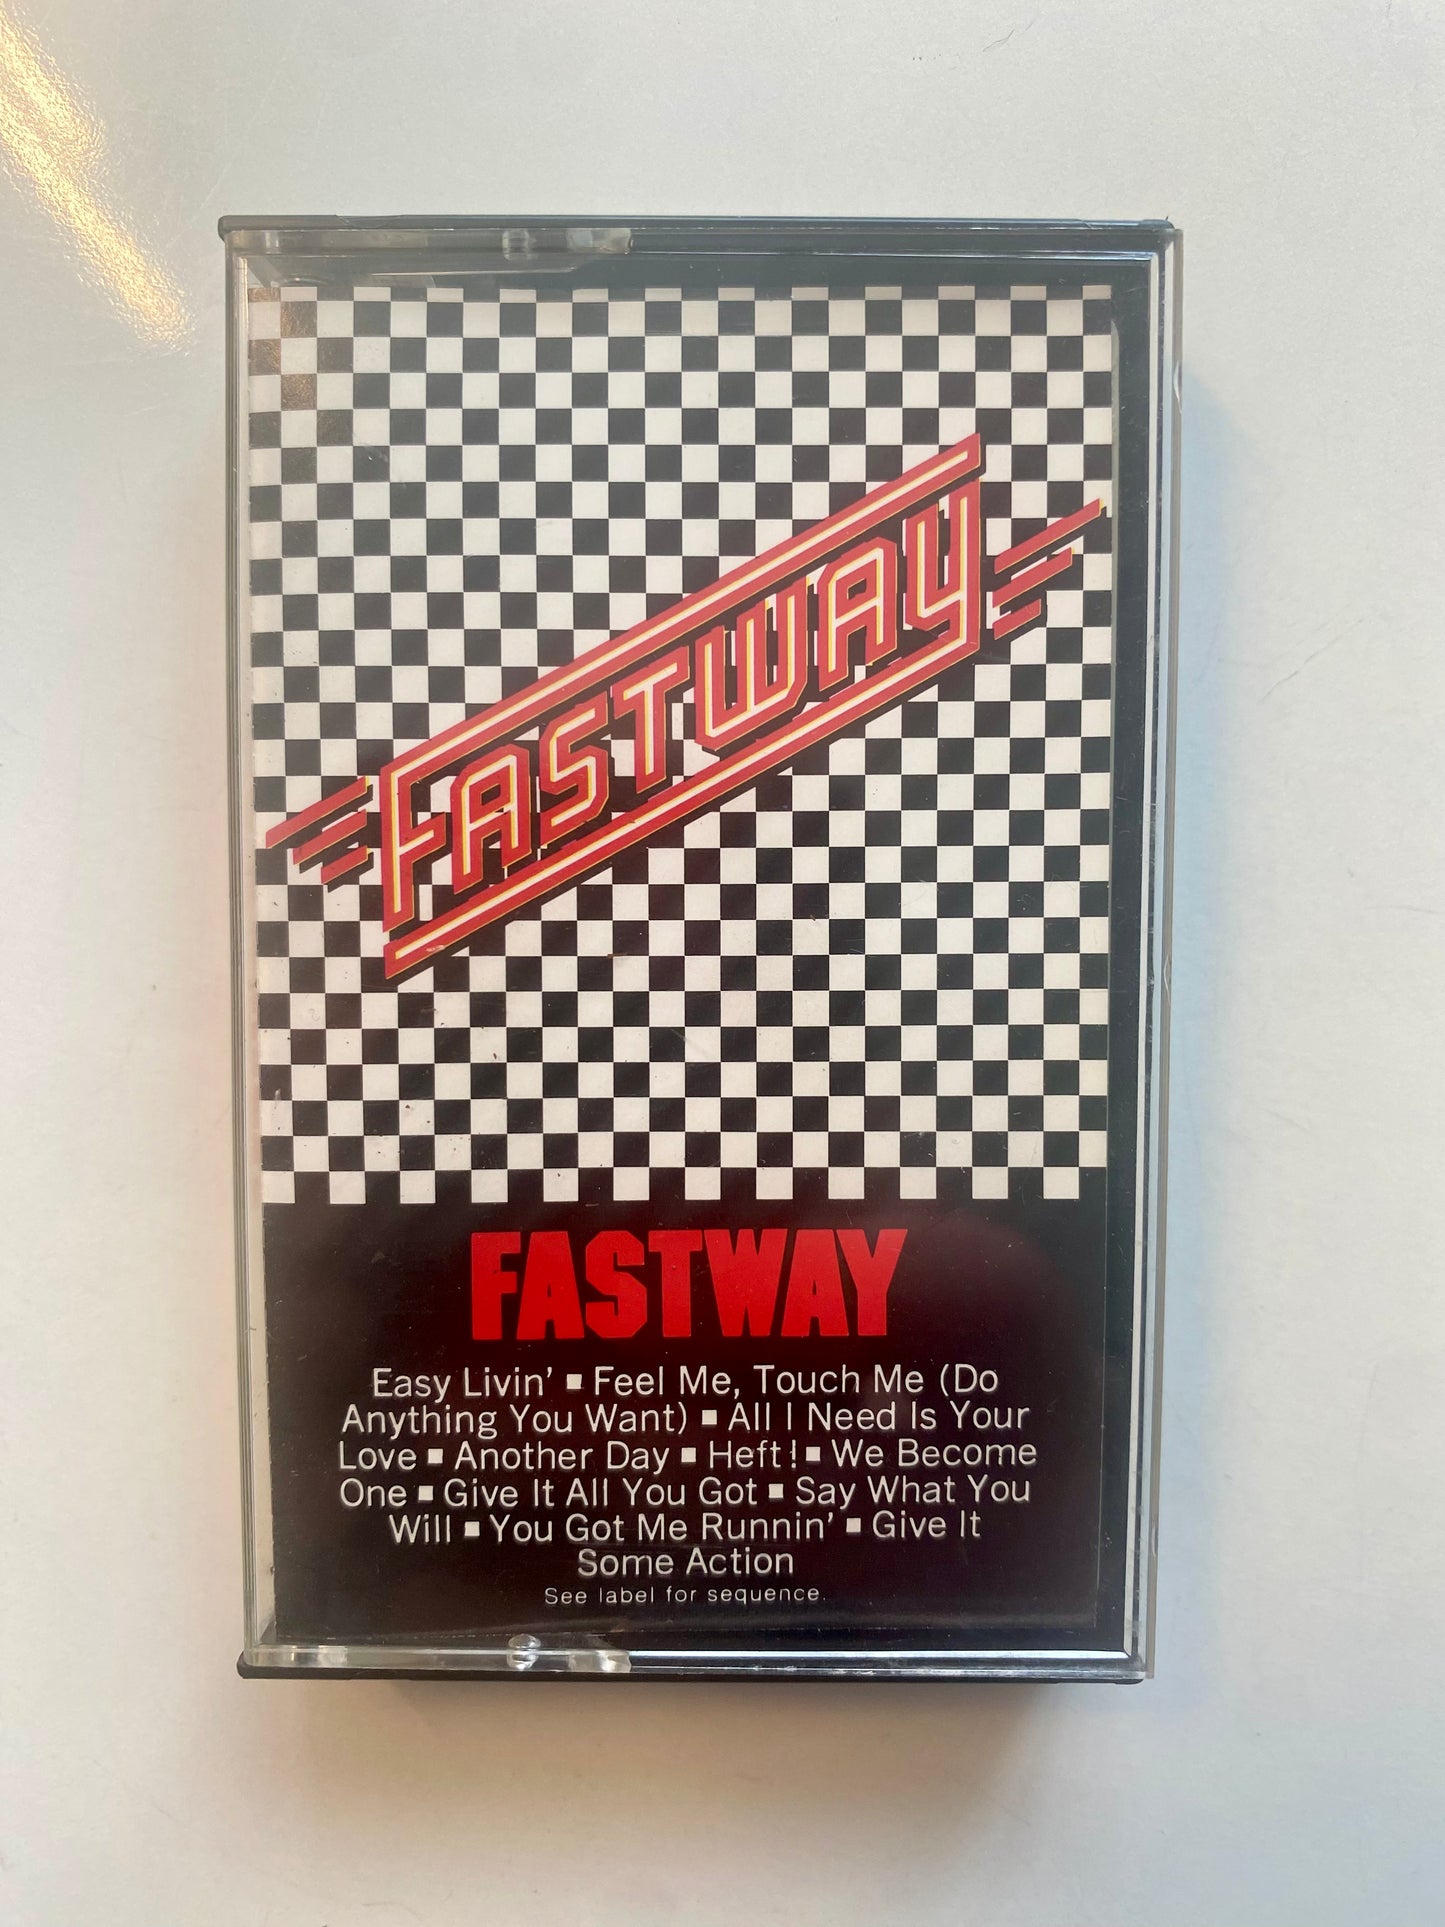 FASTWAY
FASTWAY
Easy Livin' ■ Feel Me, Touch Me (Do
Anything You Want) ■ All I Need Is Your
Love ■ Another Day ■ Heft! ■ We Become
One ■ Give It All You Got ■ Say What You
Will ■ You Got Me Runnin' ■ Give It
Some Action
See label for sequence.